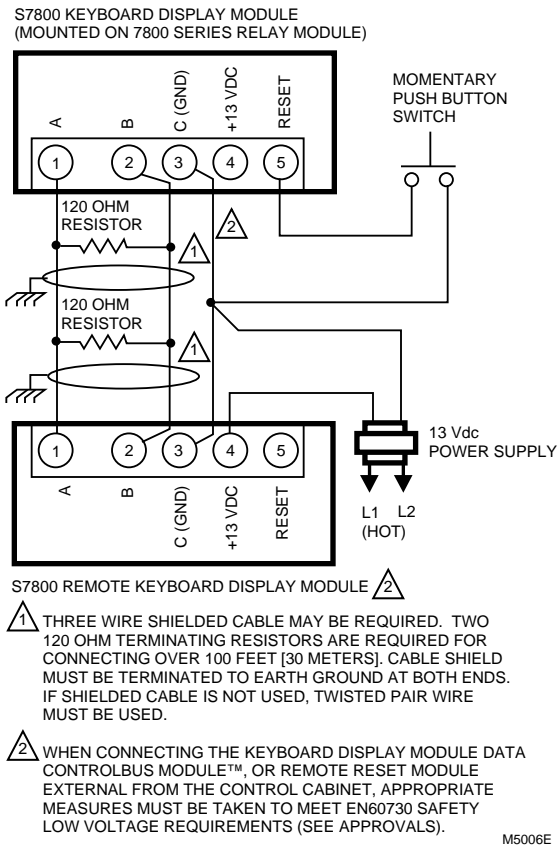 S7800 KEYBOARD DISPLAY MODULE
(MOUNTED ON 7800 SERIES RELAY MODULE)
A
B
C (GND)
+13 VDC
RESET
1
2
3
4
5
MOMENTARY
PUSH BUTTON
SWITCH
120 OHM
RESISTOR
1
2
120 OHM
RESISTOR
1
1
2
3
4
5
A
B
C (GND)
+13 VDC
RESET
13 Vdc
POWER SUPPLY
L1
(HOT)
L2
S7800 REMOTE KEYBOARD DISPLAY MODULE 2
1 THREE WIRE SHIELDED CABLE MAY BE REQUIRED. TWO
120 OHM TERMINATING RESISTORS ARE REQUIRED FOR
CONNECTING OVER 100 FEET [30 METERS]. CABLE SHIELD
MUST BE TERMINATED TO EARTH GROUND AT BOTH ENDS.
IF SHIELDED CABLE IS NOT USED, TWISTED PAIR WIRE
MUST BE USED.
2 WHEN CONNECTING THE KEYBOARD DISPLAY MODULE DATA
CONTROLBUS MODULE™, OR REMOTE RESET MODULE
EXTERNAL FROM THE CONTROL CABINET, APPROPRIATE
MEASURES MUST BE TAKEN TO MEET EN60730 SAFETY
LOW VOLTAGE REQUIREMENTS (SEE APPROVALS).
M5006E